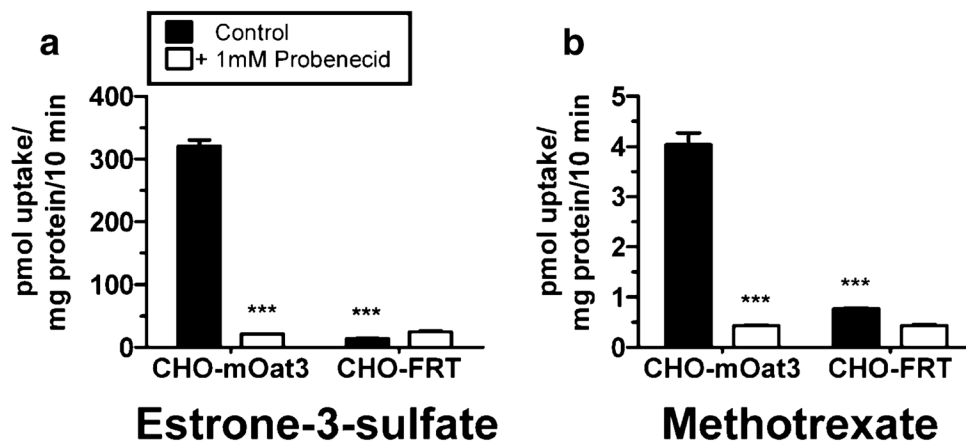 a
Control
+ 1mM Probenecid
pmol uptake/
mg protein/10 min
400
300
200
100
0
***
***
CHO-mOat3
CHO-FRT
Estrone-3-sulfate
b
pmol uptake/
mg protein/10 min
5
4
3
2
1
0
***
***
CHO-mOat3
CHO-FRT
Methotrexate